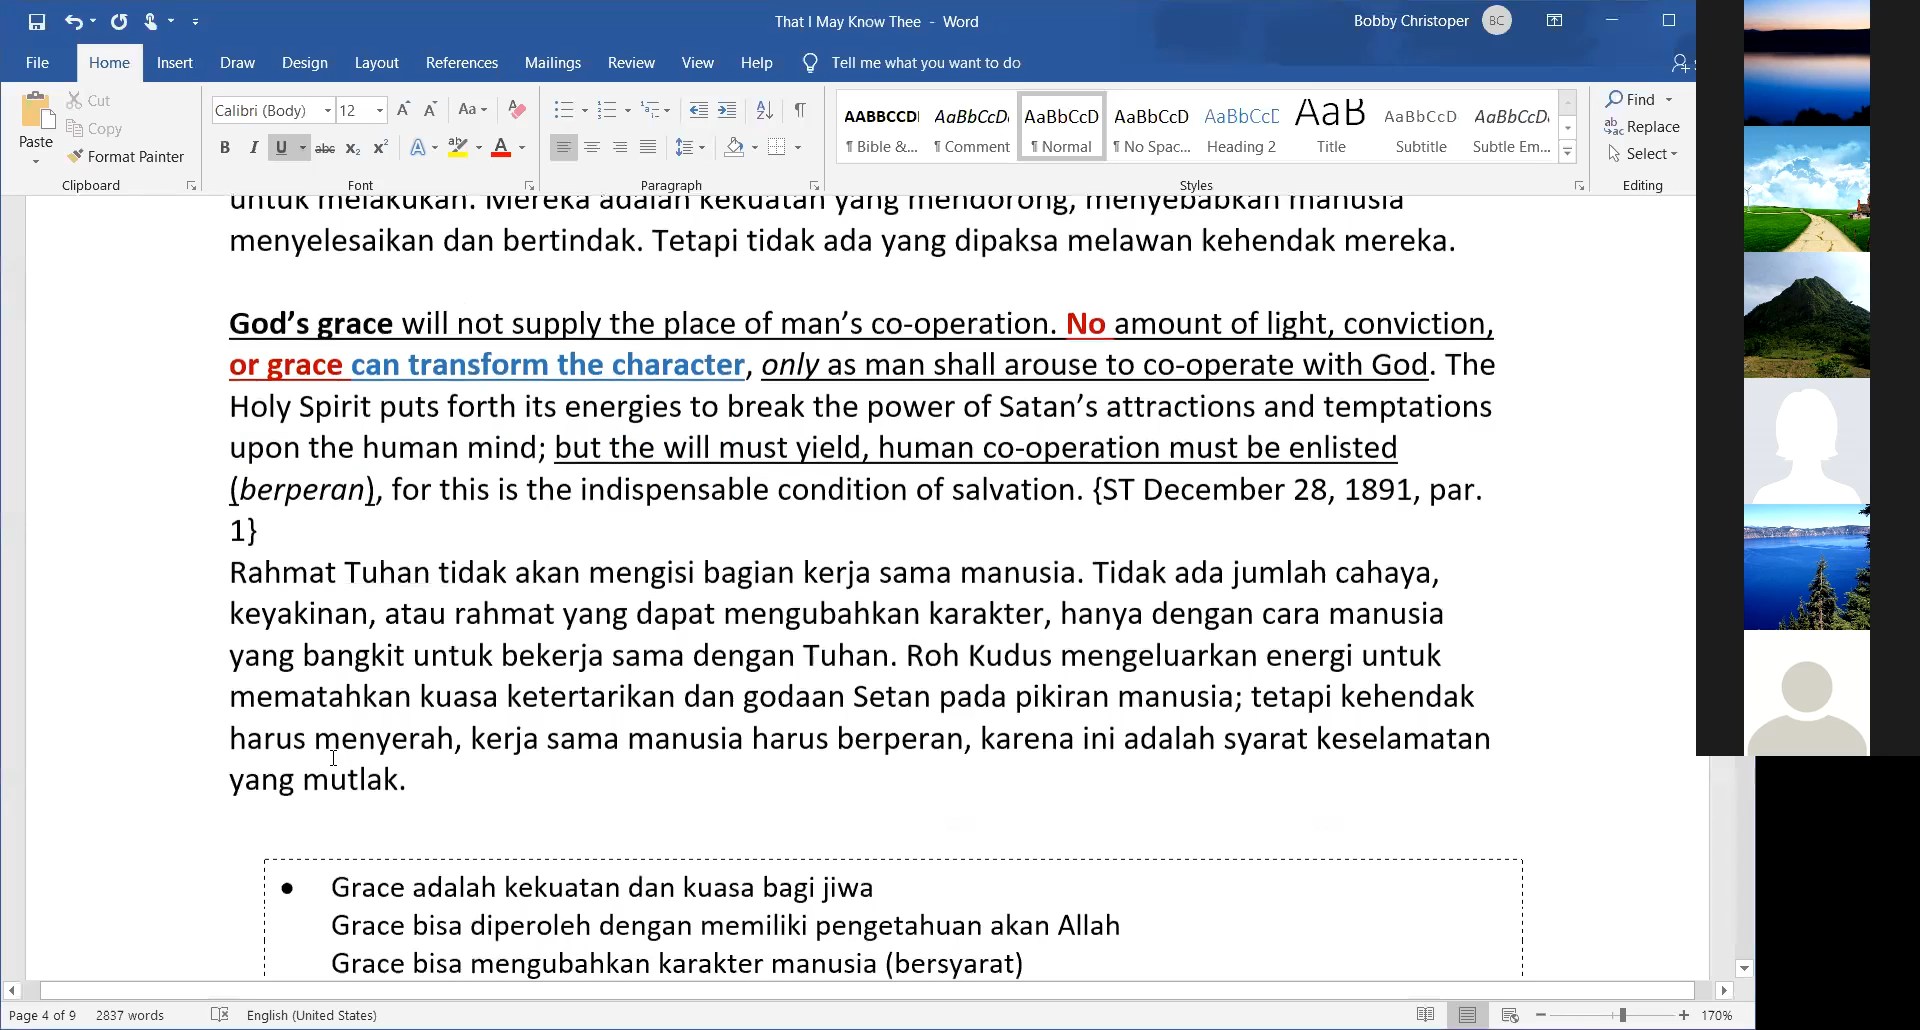 That I May Know Thee - Word
Bobby Christoper
BC
File
Home
Insert
Draw
Design
Layout
References
Mailings
Review
View
Help
Tell me what you want to do
Paste
Cut
Copy
Format Painter
Clipboard
Calibri (Body)
12
Font
Paragraph
AABBCCDI
¶ Bible &...
AaBbCcD
¶ Comment
AaBbCcD
¶ Normal
AaBbCcD
¶ No Spac...
AaBbCcD
Heading 2
AaB
Title
AaBbCcD
Subtitle
AaBbCcD
Subtle Em...
Styles
Find
Replace
Select
Editing
untuk melakukan. Mereka adalah kekuatan yang mendorong, menyebabkan manusia
menyelesaikan dan bertindak. Tetapi tidak ada yang dipaksa melawan kehendak mereka.
God’s grace will not supply the place of man’s co-operation. No amount of light, conviction,
or grace can transform the character, only as man shall arouse to co-operate with God. The
Holy Spirit puts forth its energies to break the power of Satan’s attractions and temptations
upon the human mind; but the will must yield, human co-operation must be enlisted
(berperan), for this is the indispensable condition of salvation. {ST December 28, 1891, par.
1}
Rahmat Tuhan tidak akan mengisi bagian kerja sama manusia. Tidak ada jumlah cahaya,
keyakinan, atau rahmat yang dapat mengubahkan karakter, hanya dengan cara manusia
yang bangkit untuk bekerja sama dengan Tuhan. Roh Kudus mengeluarkan energi untuk
mematahkan kuasa ketertarikan dan godaan Setan pada pikiran manusia; tetapi kehendak
harus menyerah, kerja sama manusia harus berperan, karena ini adalah syarat keselamatan
yang mutlak.
● Grace adalah kekuatan dan kuasa bagi jiwa
Grace bisa diperoleh dengan memiliki pengetahuan akan Allah
Grace bisa mengubahkan karakter manusia (bersyarat)
Page 4 of 9
2837 words
English (United States)
170%